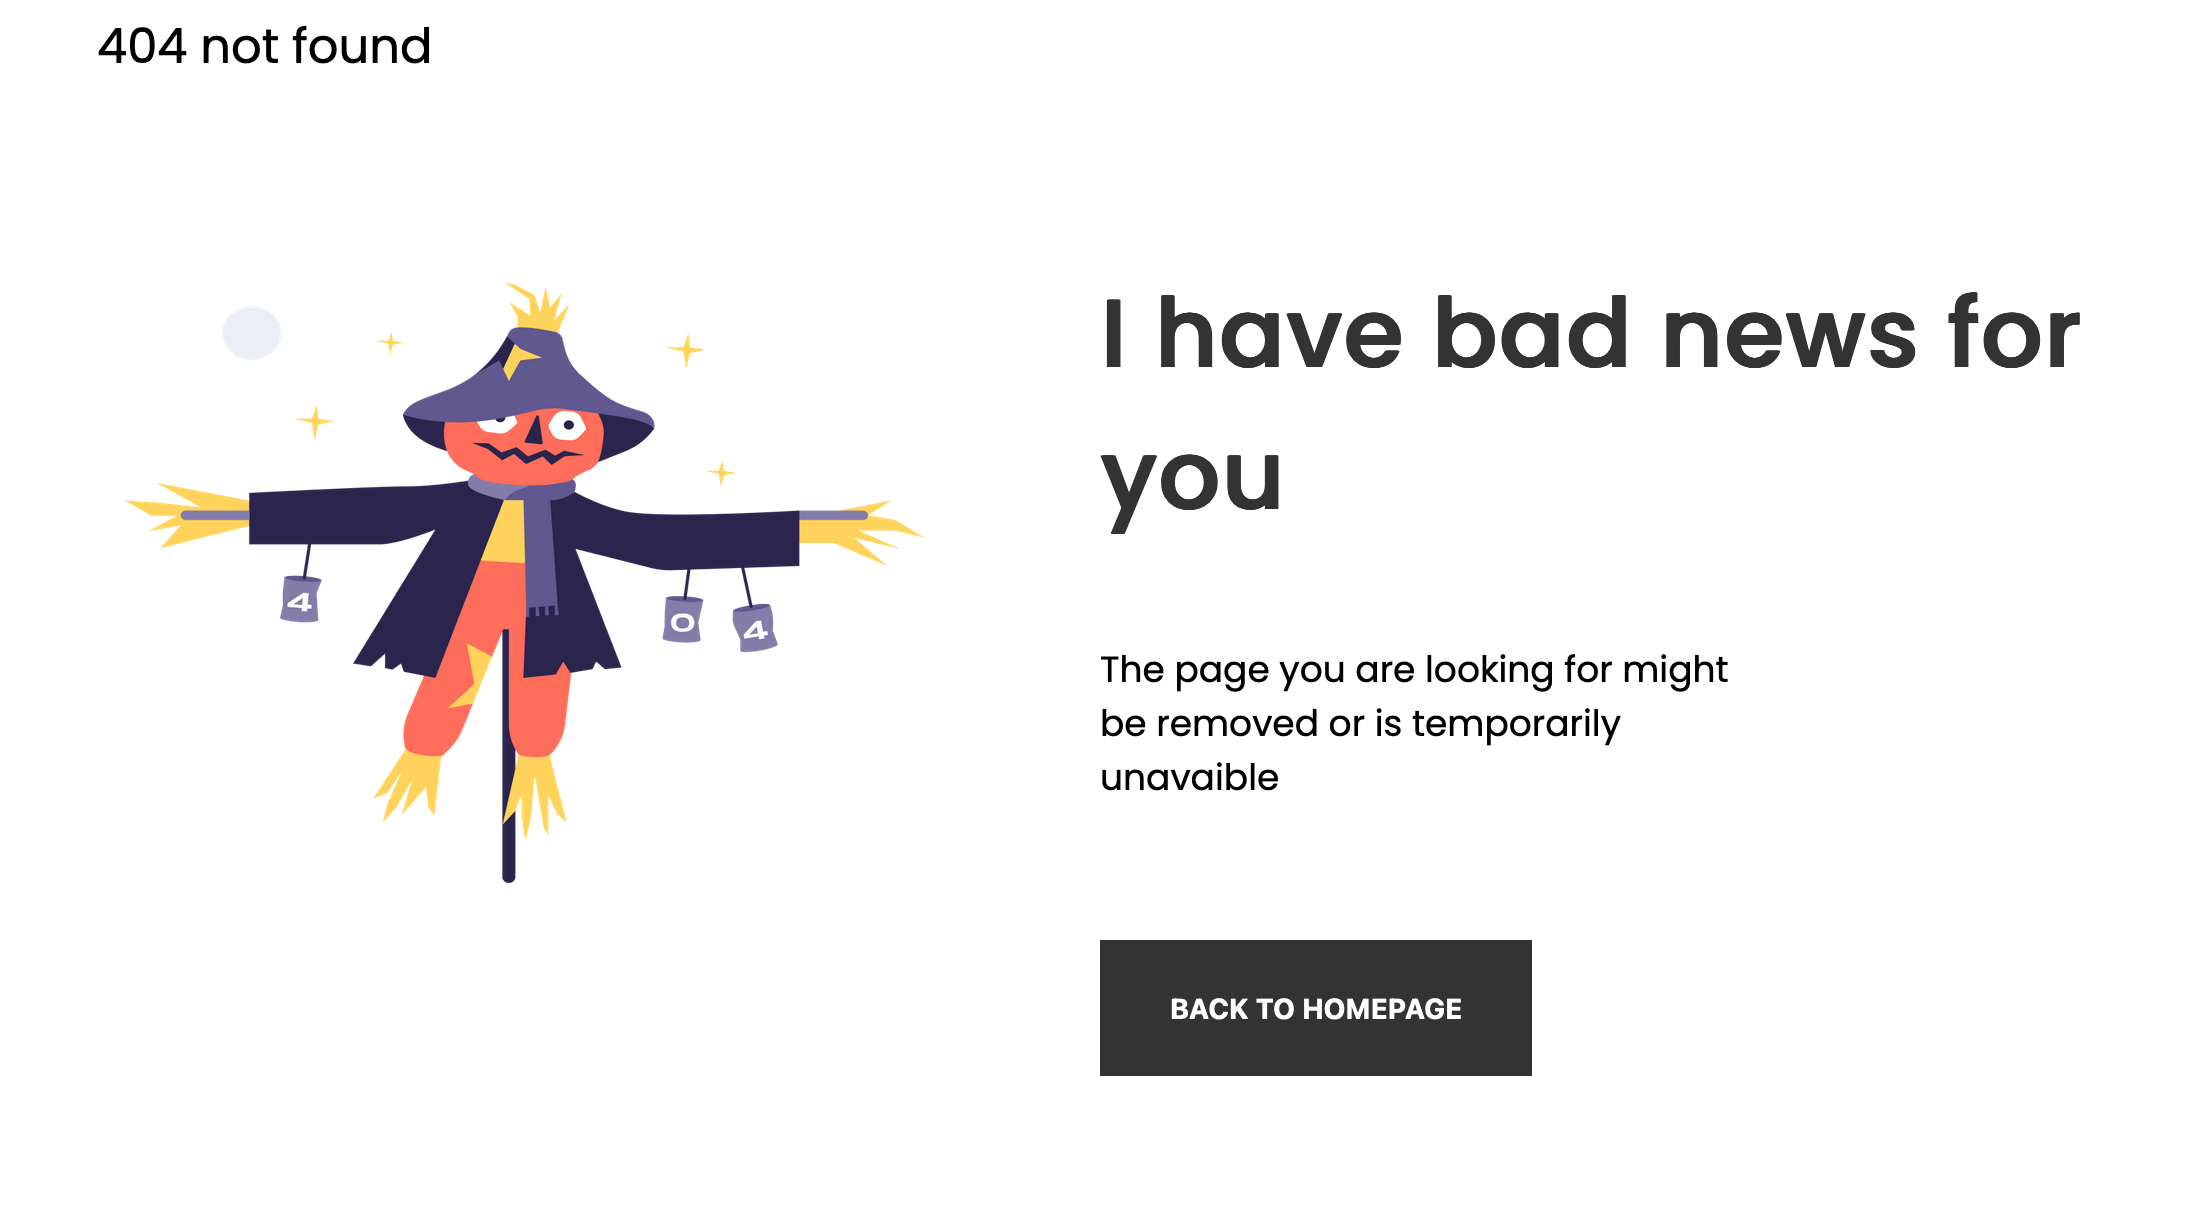 404 not found
I have bad news for
you
4
0 4
The page you are looking for might
be removed or is temporarily
unavaible
BACK TO HOMEPAGE